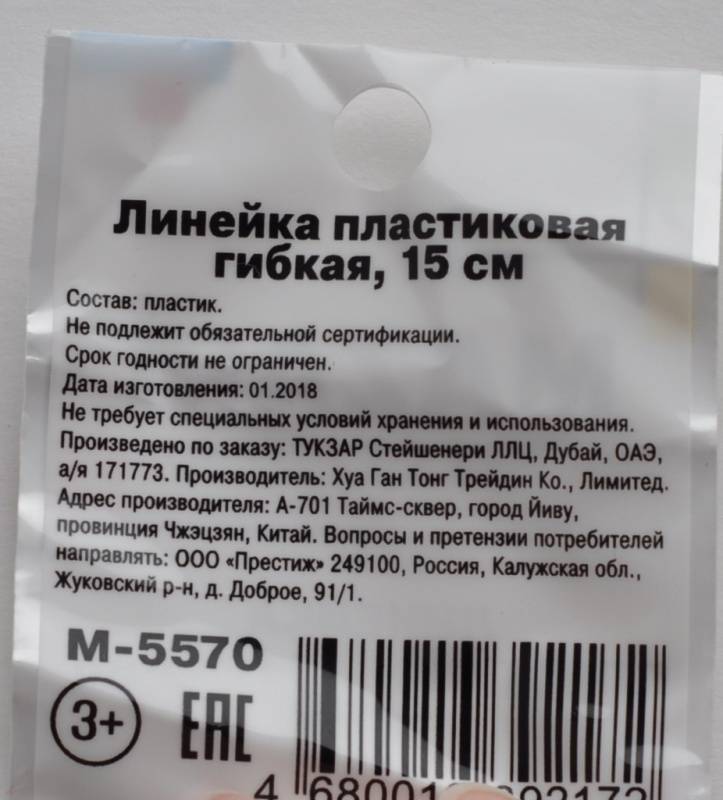 Линейка пластиковая
гибкая, 15 см
Состав: пластик.
Не подлежит обязательной сертификации.
Срок годности не ограничен.
Дата изготовления: 01.2018
Не требует специальных условий хранения и использования.
Произведено по заказу: ТУКЗАР Стейшенери ЛЛЦ, Дубай, ОАЭ,
а/я 171773. Производитель: Хуа Ган Тонг Трейдин Ко., Лимитед.
Адрес производителя: А-701 Таймс-сквер, город Йиву,
провинция Чжэцзян, Китай. Вопросы и претензии потребителей
направлять: ООО «Престиж» 249100, Россия, Калужская обл.,
Жуковский р-н, д. Доброе, 91/1.
М-5570
3+
EAC